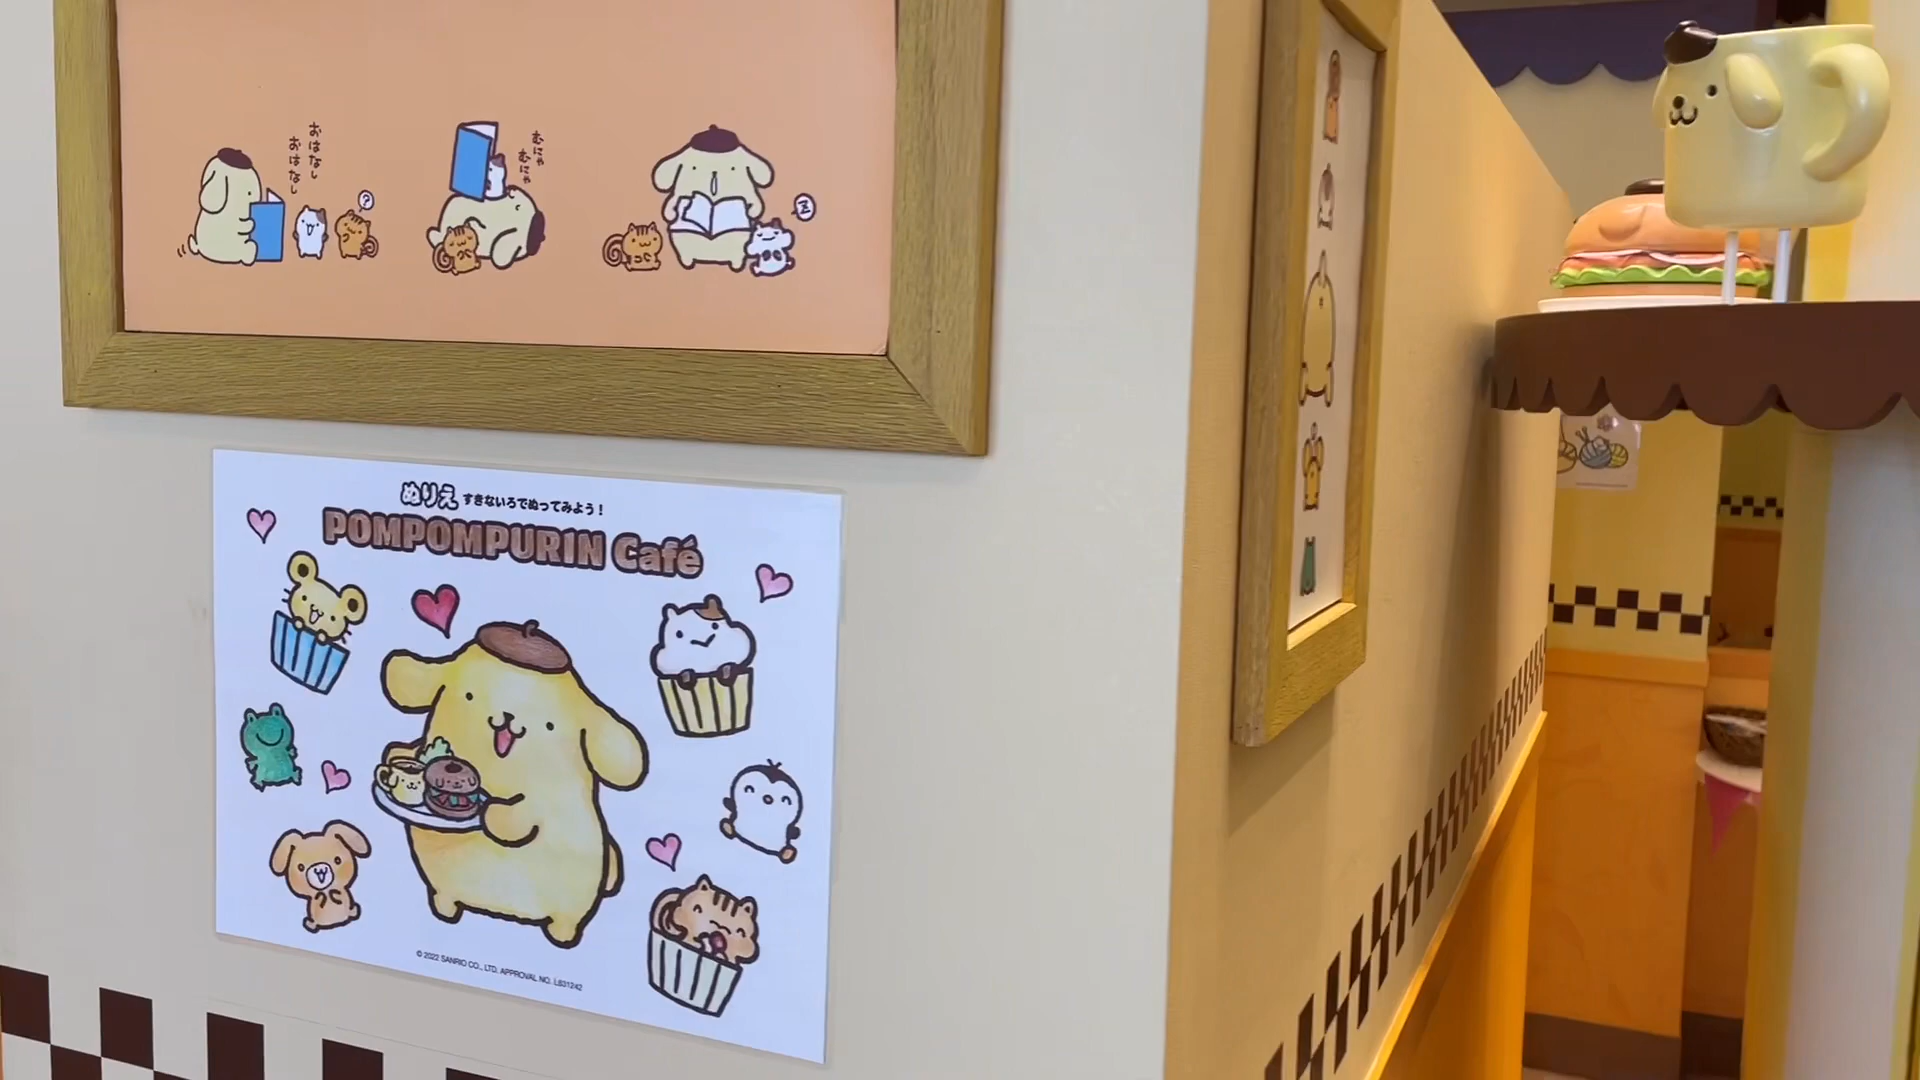 おはなし
おはなし
?
むにゃ
むにゃ
Z
ぬりえ すきないろでぬってみよう!
POMPOMPURIN Café
© 2022 SANRIO CO., LTD. APPROVAL NO. L631242